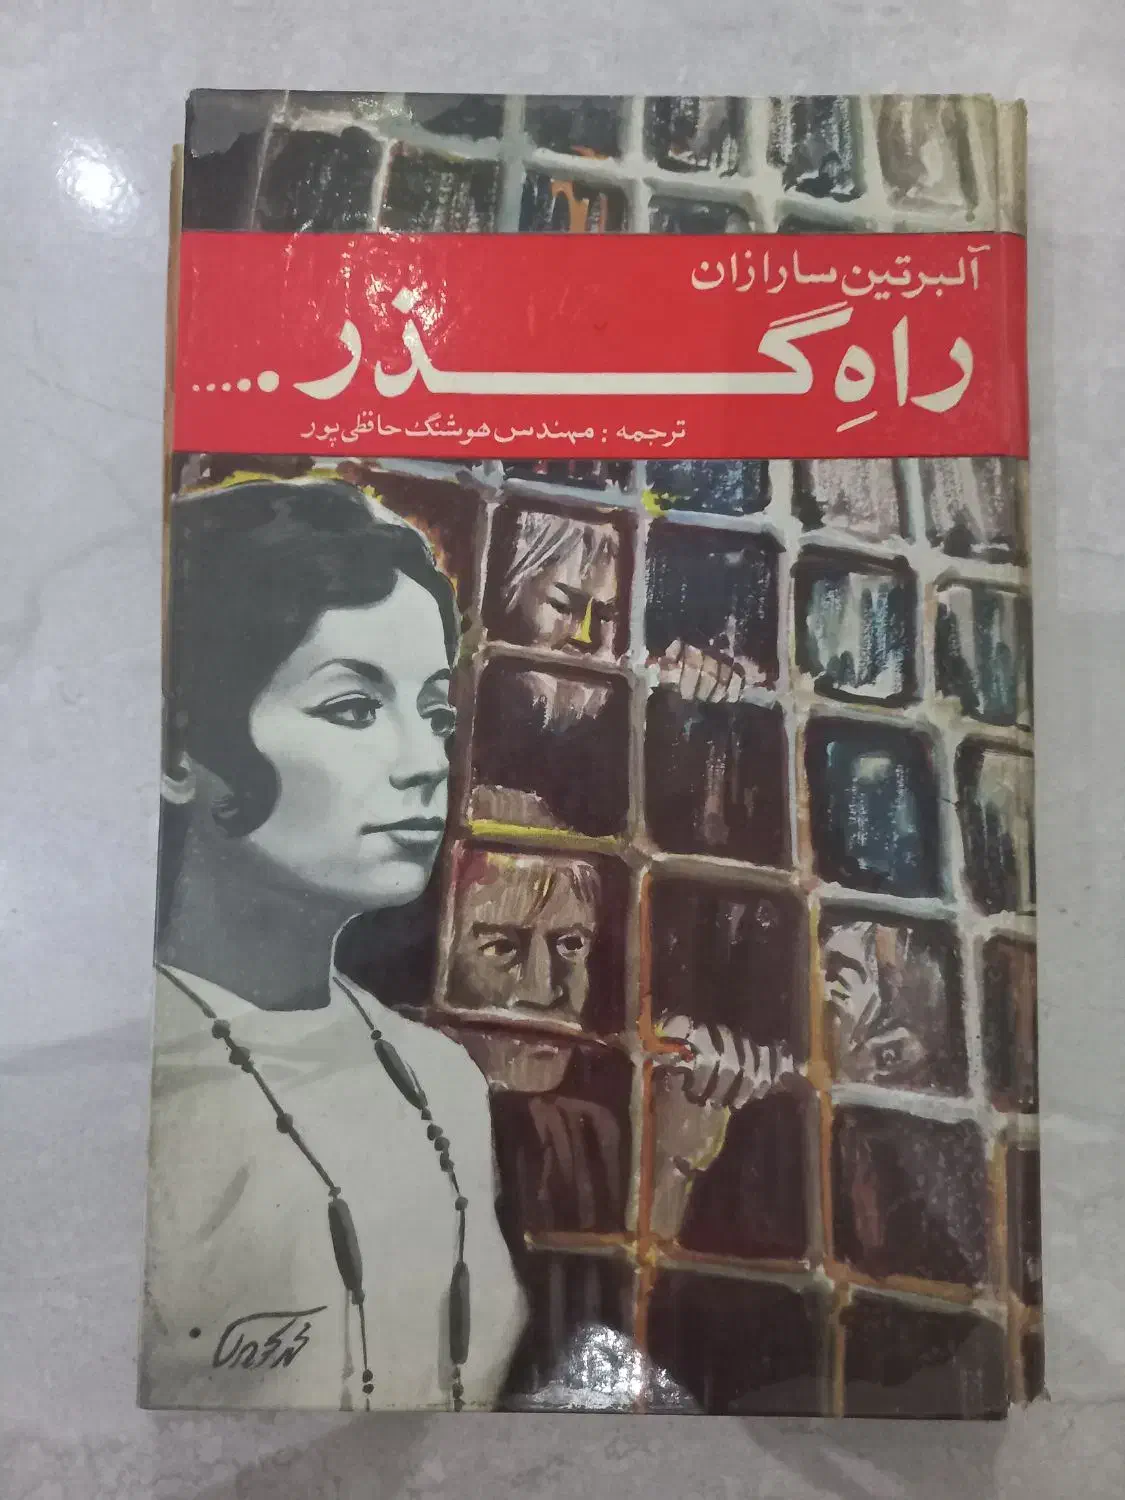 آلبرتین سارازان
راهِ گذر .....
ترجمه : مهندس هوشنگ حافظی پور